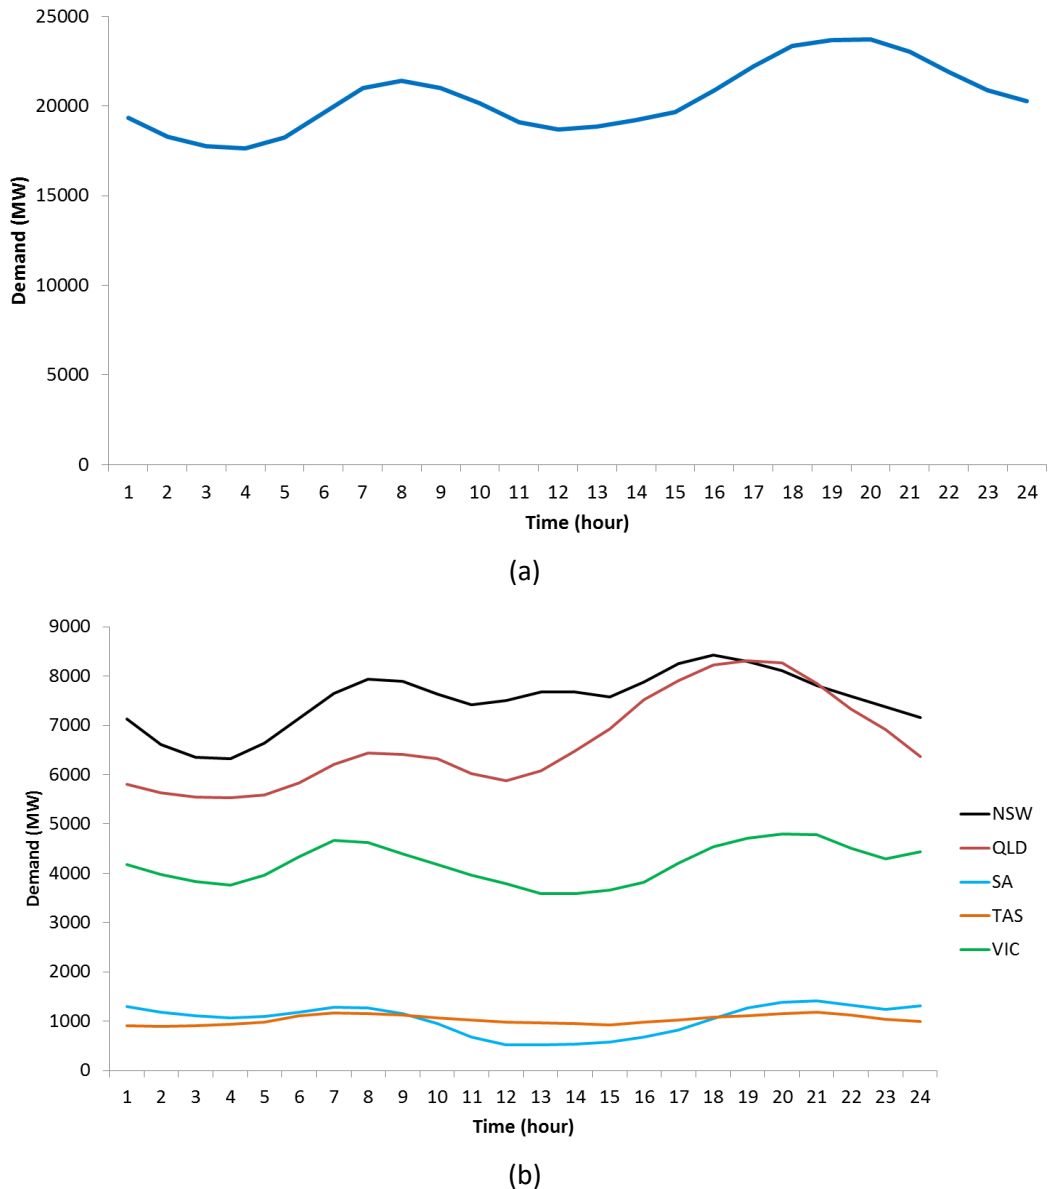 25000
20000
15000
10000
5000
0
Demand (MW)
1 2 3 4 5 6 7 8 9 10 11 12 13 14 15 16 17 18 19 20 21 22 23 24
Time (hour)
(a)
9000
8000
7000
6000
5000
4000
3000
2000
1000
0
Demand (MW)
NSW
QLD
SA
TAS
VIC
1 2 3 4 5 6 7 8 9 10 11 12 13 14 15 16 17 18 19 20 21 22 23 24
Time (hour)
(b)